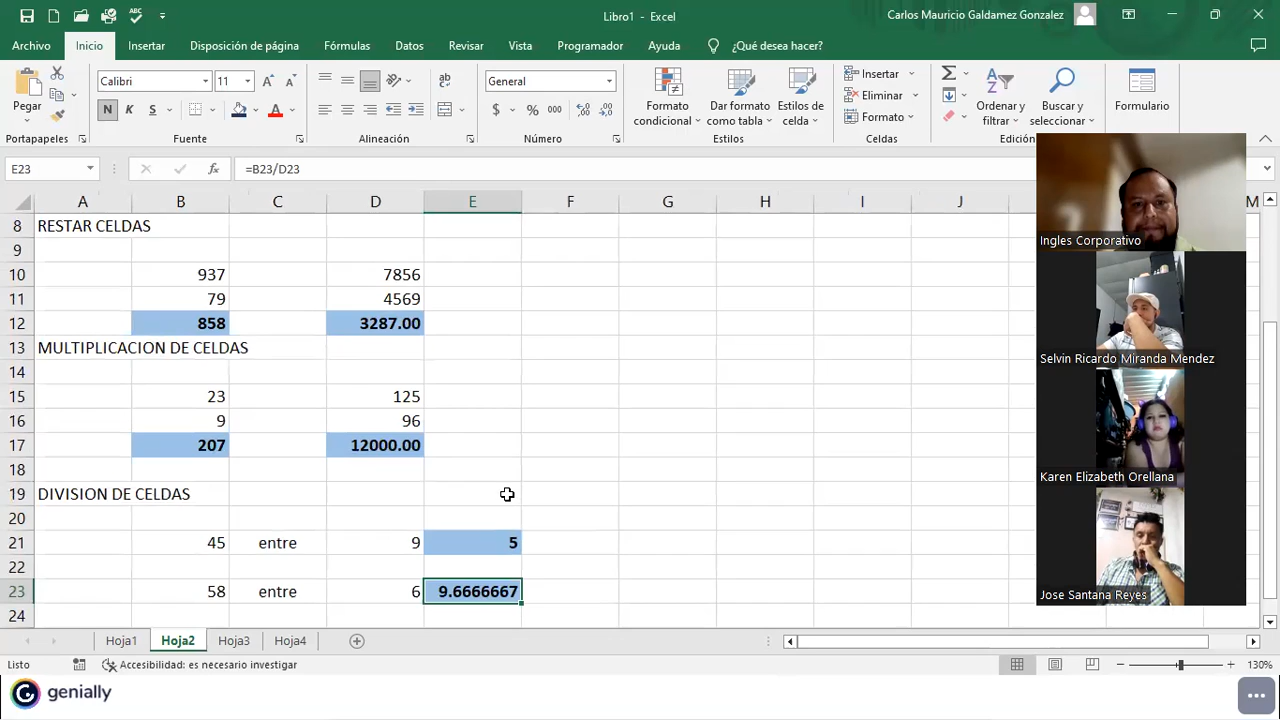 Libro1 - Excel
Carlos Mauricio Galdamez Gonzalez
Archivo Inicio Insertar Disposición de página Fórmulas Datos Revisar Vista Programador Ayuda ¿Qué desea hacer?
Calibri 11 General Insertar
Eliminar
Formato
Pegar N K S $ % 000 Formato condicional Dar formato como tabla Estilos de celda Ordenar y filtrar Buscar y seleccionar Formulario
Portapapeles Fuente Alineación Número Estilos Celdas Edición
E23 fx =B23/D23
A B C D E F G H I J M
8 RESTAR CELDAS
9
10 937 7856
11 79 4569
12 858 3287.00
13 MULTIPLICACION DE CELDAS
14
15 23 125
16 9 96
17 207 12000.00
18
19 DIVISION DE CELDAS
20
21 45 entre 9 5
22
23 58 entre 6 9.6666667
24
Ingles Corporativo
Selvin Ricardo Miranda Mendez
Karen Elizabeth Orellana
Jose Santana Reyes
Hoja1 Hoja2 Hoja3 Hoja4
Listo Accesibilidad: es necesario investigar 130%
genially